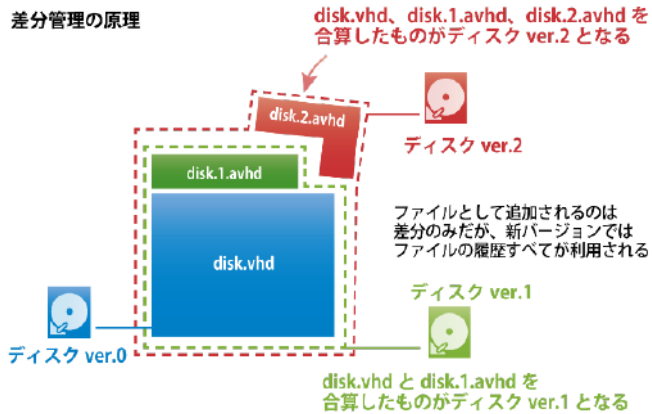 差分管理の原理
disk.vhd、disk.1.avhd、disk.2.avhd を
合算したものがディスク ver.2 となる
disk.2.avhd
ディスク ver.2
disk.1.avhd
disk.vhd
ファイルとして追加されるのは
差分のみだが、新バージョンでは
ファイルの履歴すべてが利用される
ディスク ver.1
ディスク ver.0
disk.vhd と disk.1.avhd を
合算したものがディスク ver.1 となる